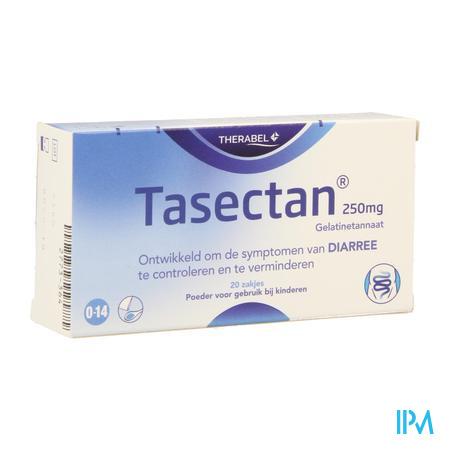 THERABEL
Tasectan® 250mg
Gelatinetannaat
Ontwikkeld om de symptomen van DIARREE
te controleren en te verminderen
20 zakjes
Poeder voor gebruik bij kinderen
0-14
IPM